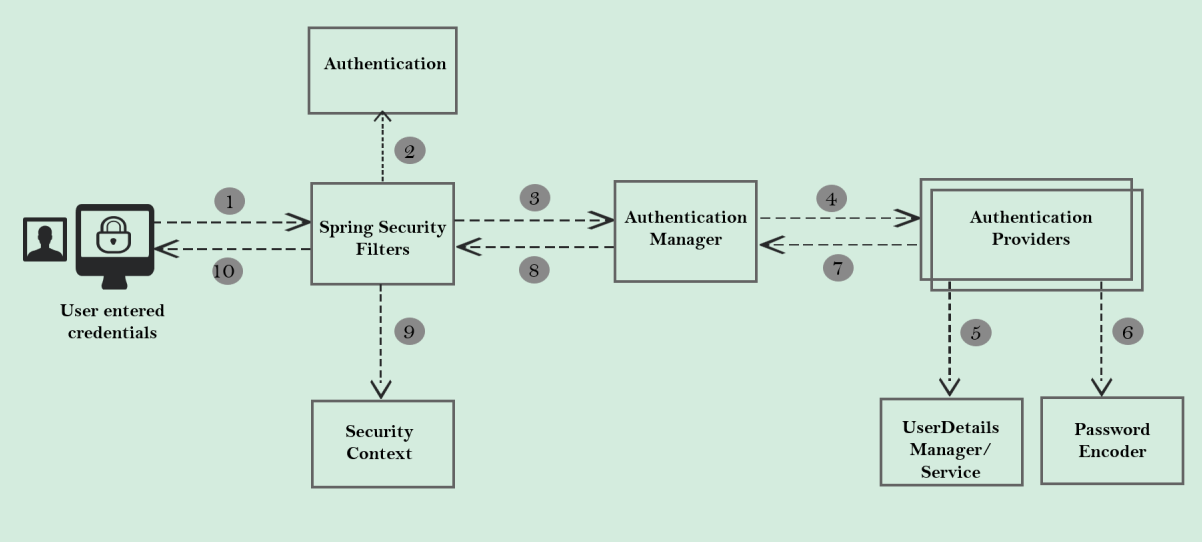 Authentication
2
1
3
4
Spring Security
Filters
Authentication
Manager
Authentication
Providers
10
8
7
User entered
credentials
9
5
6
Security
Context
UserDetails
Manager/
Service
Password
Encoder